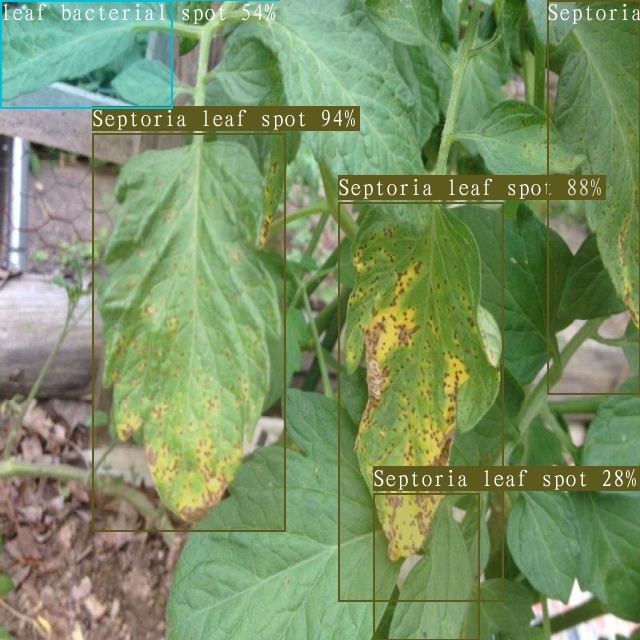 leaf bacterial spot 54%
Septoria
Septoria leaf spot 94%
Septoria leaf spot 88%
Septoria leaf spot 28%